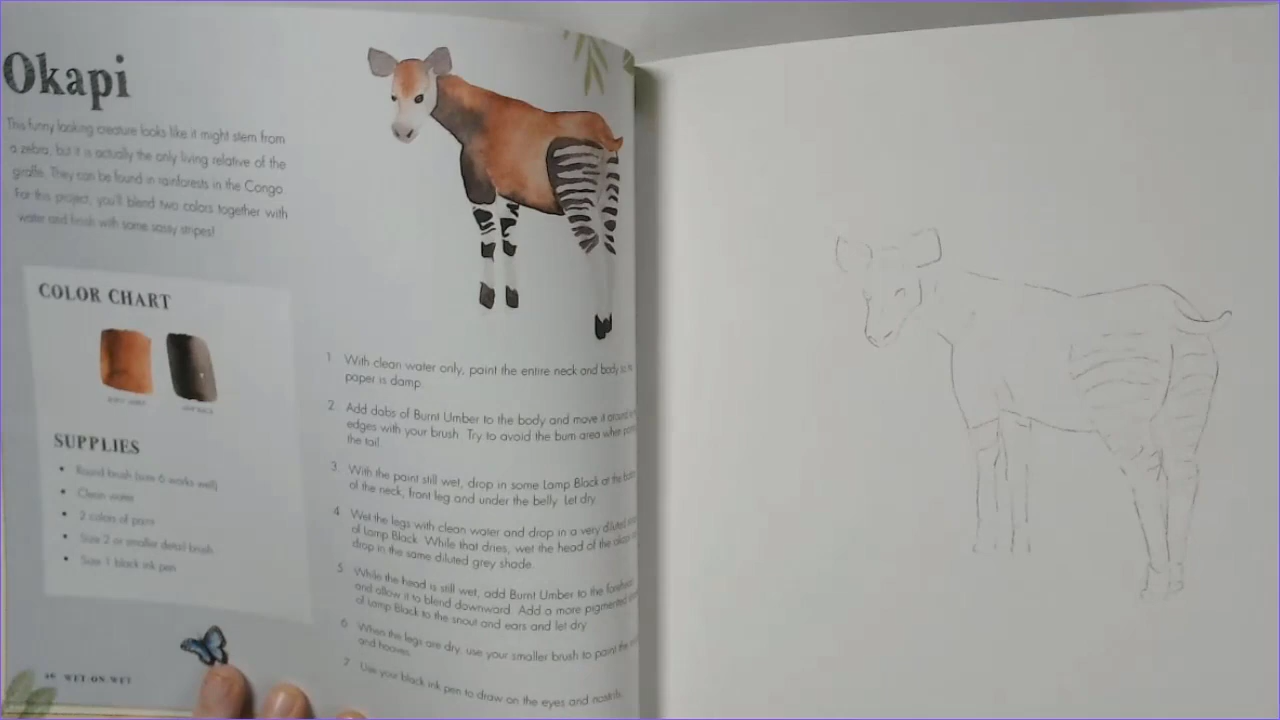 Okapi
This funny looking creature looks like it might stem from
a zebra, but it is actually the only living relative of the
giraffe. They can be found in rainforests in the Congo
For this project, you'll blend two colors together with
water and finish with some sassy stripes!
COLOR CHART
SUPPLIES
• Round brush (size 6 works well)
• Clean water
• 2 colors of paint
• Size 2 or smaller detail brush
• Size 1 black ink pen
46 WET-ON-WET
1 With clean water only, paint the entire neck and body
paper is damp.
2. Add dabs of Burnt Umber to the body and move it around
edges with your brush. Try to avoid the bum area when
the tail.
3. With the paint still wet, drop in some Lamp Black at the
of the neck, front leg and under the belly. Let dry.
4 Wet the legs with clean water and drop in a very diluted
of Lamp Black. While that dries, wet the head of the
drop in the same diluted grey shade.
5 While the head is still wet, add Burnt Umber to the
and allow it to blend downward. Add a more pigmented
of Lamp Black to the snout and ears and let dry
6 When the legs are dry, use your smaller brush to paint the
and hooves.
7. Use your black ink pen to draw on the eyes and nostrils.